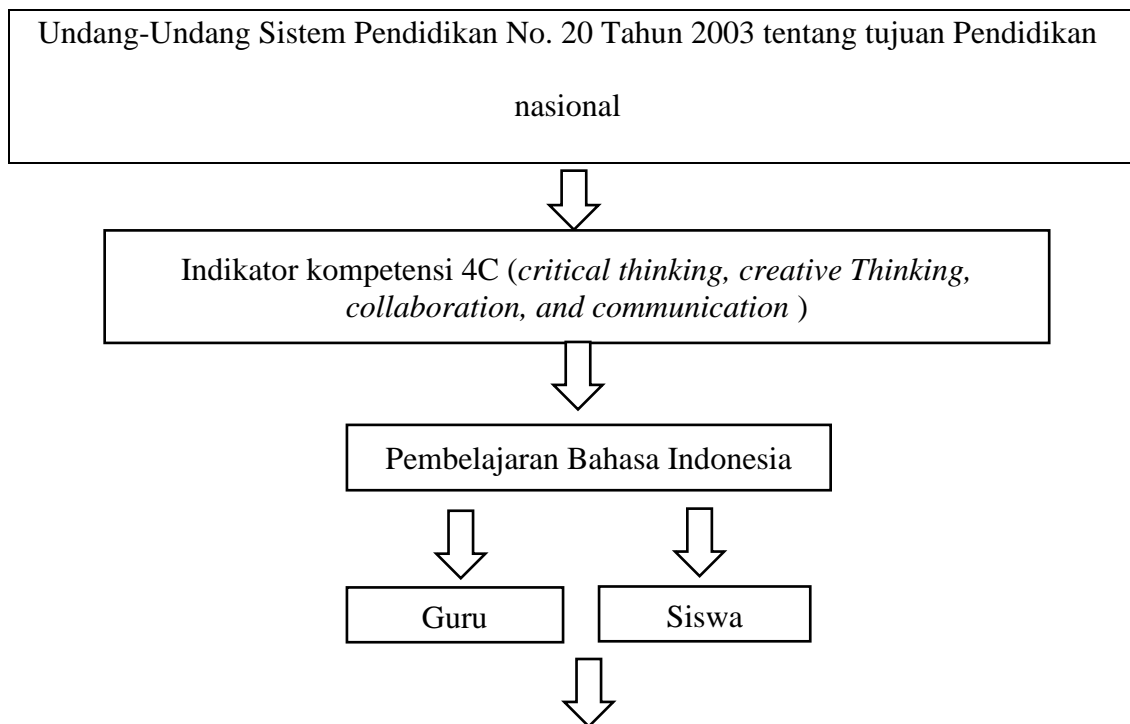 Undang-Undang Sistem Pendidikan No. 20 Tahun 2003 tentang tujuan Pendidikan
nasional
Indikator kompetensi 4C (critical thinking, creative Thinking,
collaboration, and communication )
Pembelajaran Bahasa Indonesia
Guru
Siswa